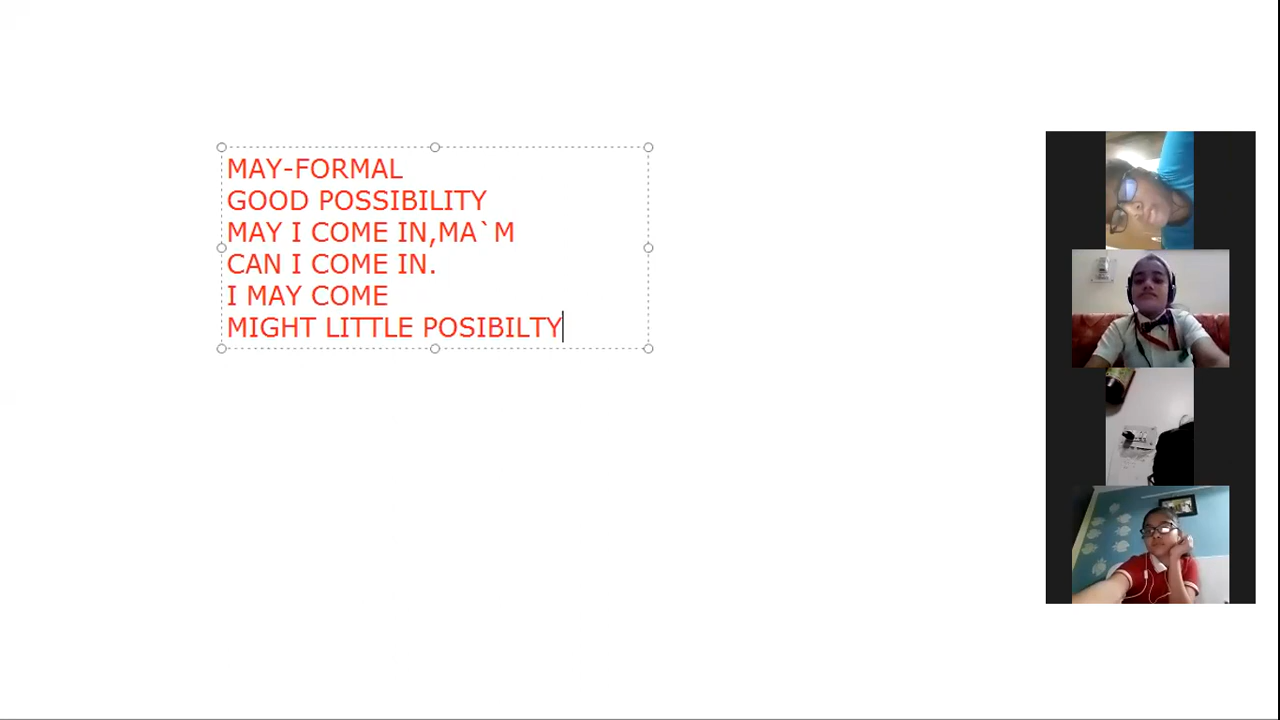 MAY-FORMAL
GOOD POSSIBILITY
MAY I COME IN,MA`M
CAN I COME IN.
I MAY COME
MIGHT LITTLE POSIBILTY